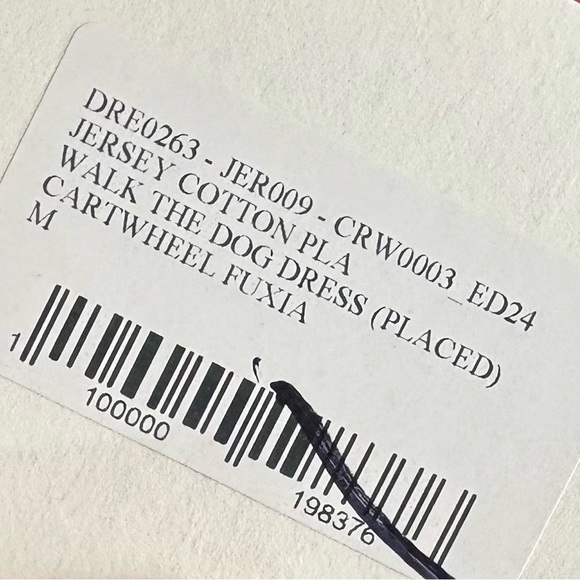 DRE0263 - JER009 - CRW0003_ED24
JERSEY COTTON PLA
WALK THE DOG DRESS (PLACED)
CARTWHEEL FUXIA
M
1 100000 198376